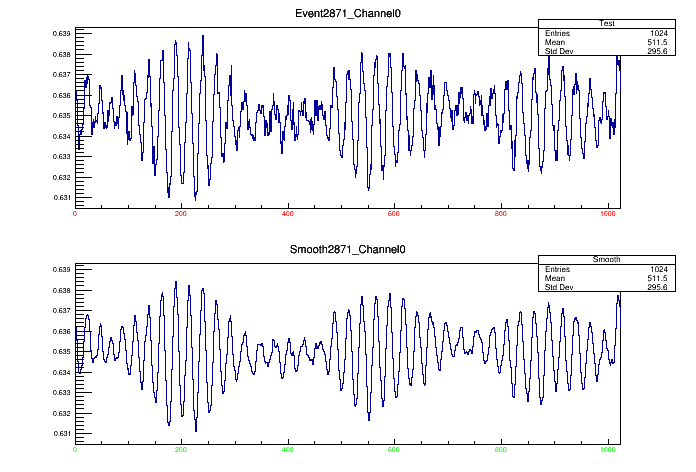 Event2871_Channel0
Test
Entries 1024
Mean 511.5
Std Dev 295.6
0.639
0.638
0.637
0.636
0.635
0.634
0.633
0.632
0.631
0 200 400 600 800 1000
Smooth2871_Channel0
Smooth
Entries 1024
Mean 511.5
Std Dev 295.6
0.639
0.638
0.637
0.636
0.635
0.634
0.633
0.632
0.631
0 200 400 600 800 1000